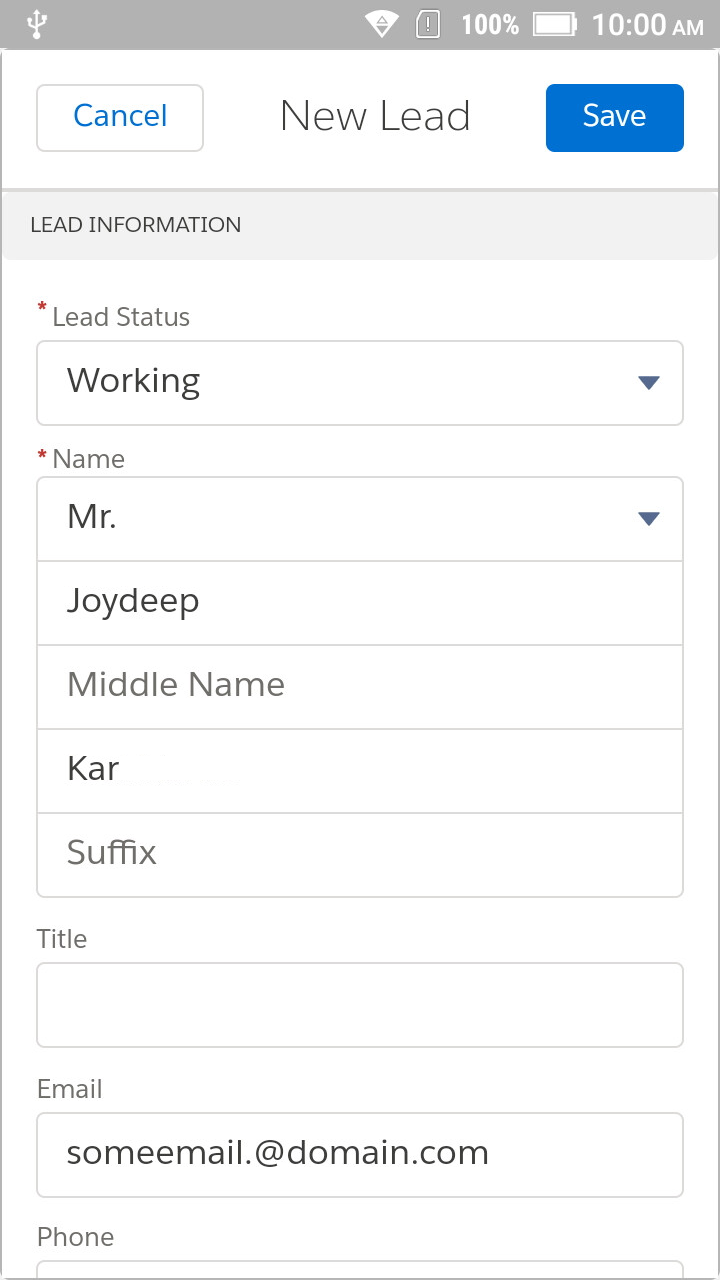 100% 10:00 AM
Cancel New Lead Save
LEAD INFORMATION
* Lead Status
Working
* Name
Mr.
Joydeep
Middle Name
Kar
Suffix
Title
Email
someemail.@domain.com
Phone